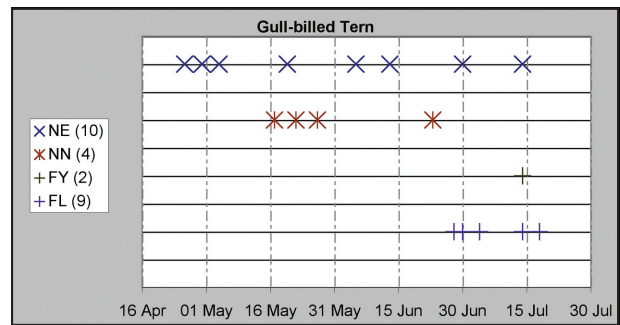 Gull-billed Tern
NE (10)
NN (4)
FY (2)
FL (9)
16 Apr 01 May 16 May 31 May 15 Jun 30 Jun 15 Jul 30 Jul